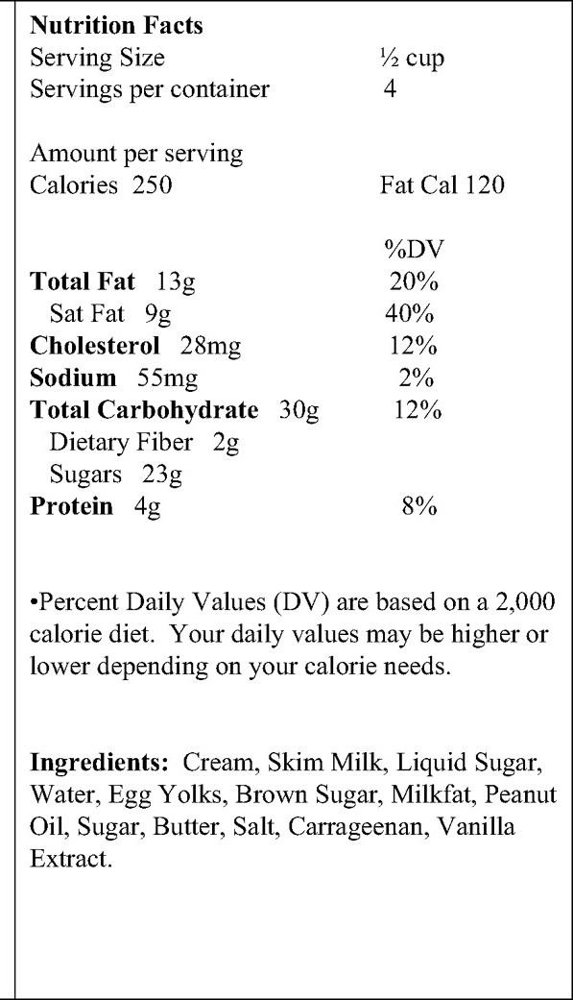 Nutrition Facts
Serving Size ½ cup
Servings per container 4
Amount per serving
Calories 250 Fat Cal 120
%DV
Total Fat 13g 20%
Sat Fat 9g 40%
Cholesterol 28mg 12%
Sodium 55mg 2%
Total Carbohydrate 30g 12%
Dietary Fiber 2g
Sugars 23g
Protein 4g 8%
•Percent Daily Values (DV) are based on a 2,000
calorie diet. Your daily values may be higher or
lower depending on your calorie needs.
Ingredients: Cream, Skim Milk, Liquid Sugar,
Water, Egg Yolks, Brown Sugar, Milkfat, Peanut
Oil, Sugar, Butter, Salt, Carrageenan, Vanilla
Extract.